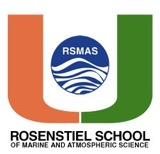 RSMAS
ROSENSTIEL SCHOOL
OF MARINE AND ATMOSPHERIC SCIENCE